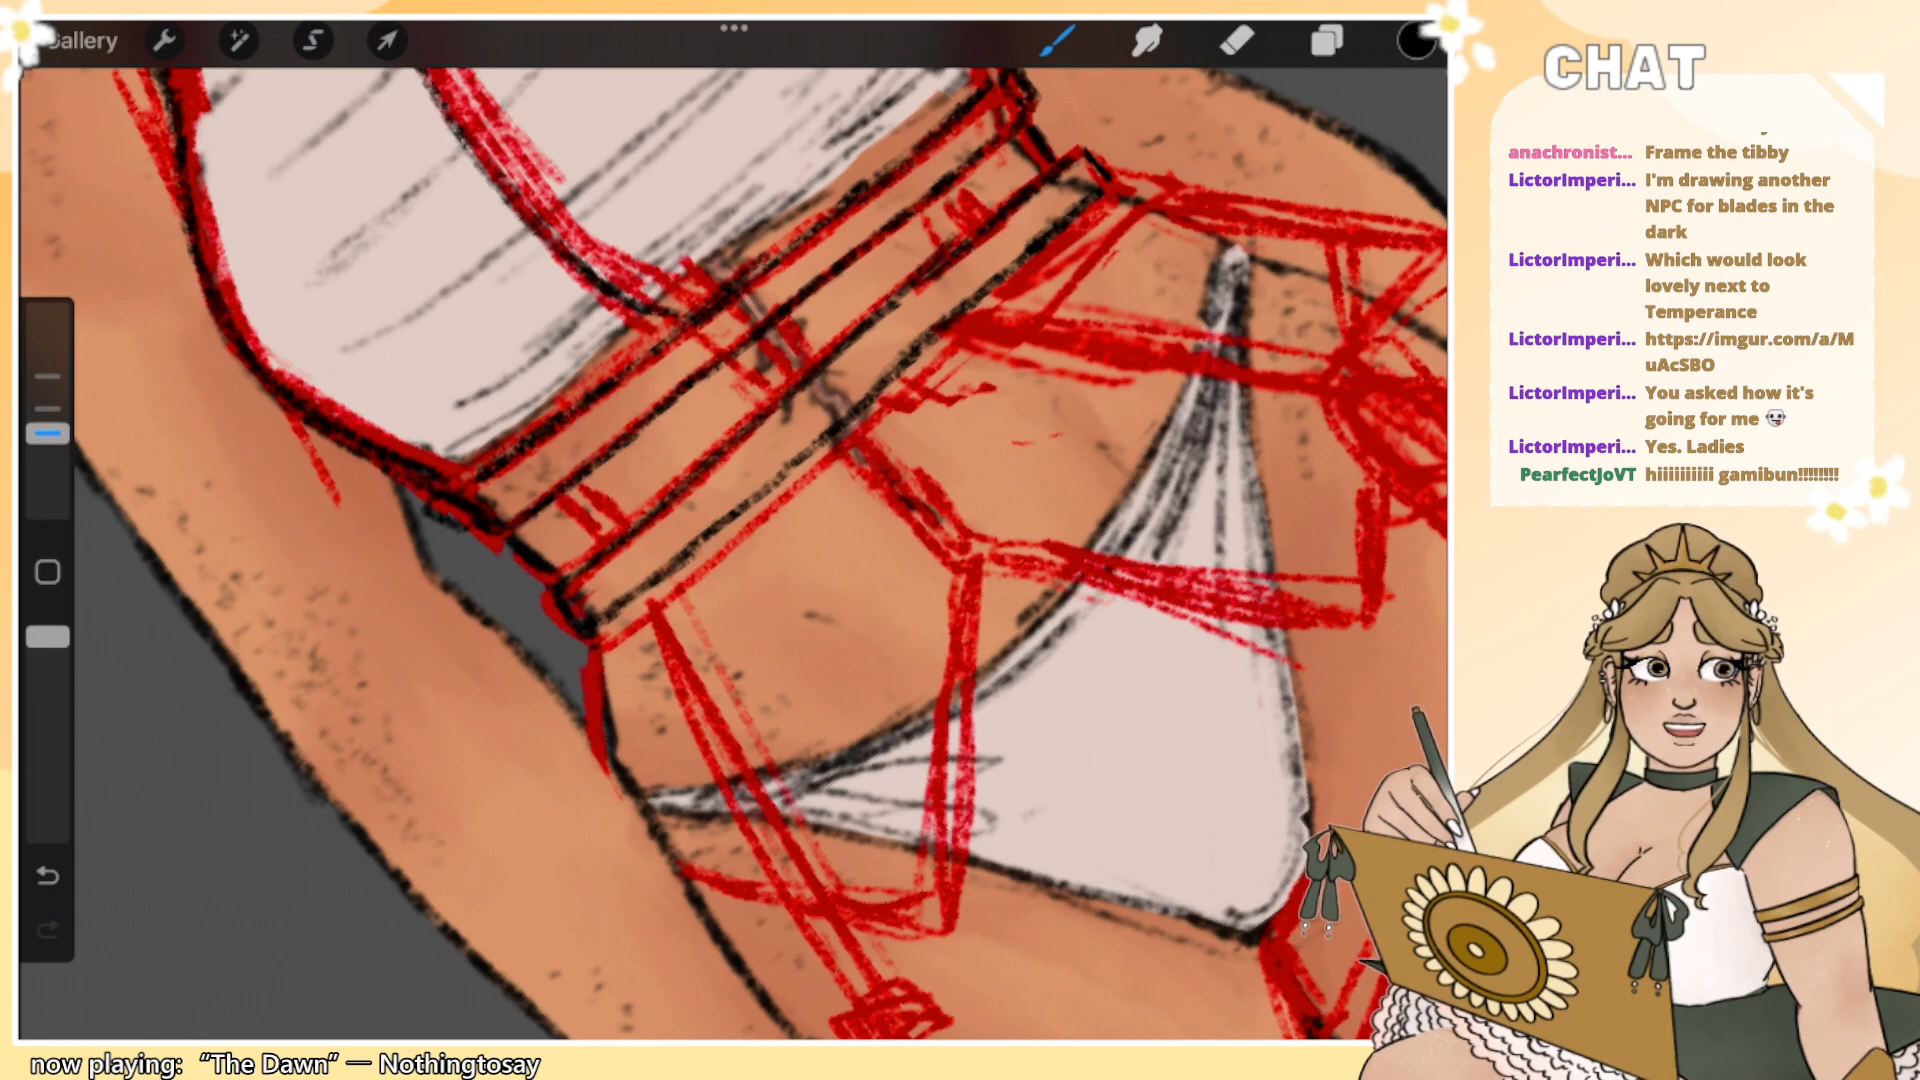 Gallery
CHAT
anachronist... Frame the tibby
LictorImperi... I'm drawing another
NPC for blades in the
dark
LictorImperi... Which would look
lovely next to
Temperance
LictorImperi... https://imgur.com/a/M
uAcSBO
LictorImperi... You asked how it's
going for me 👻
LictorImperi... Yes. Ladies
PearfectJoVT hiiiiiiiiiii gamibun!!!!!!!!
now playing: “The Dawn” — Nothingtosay